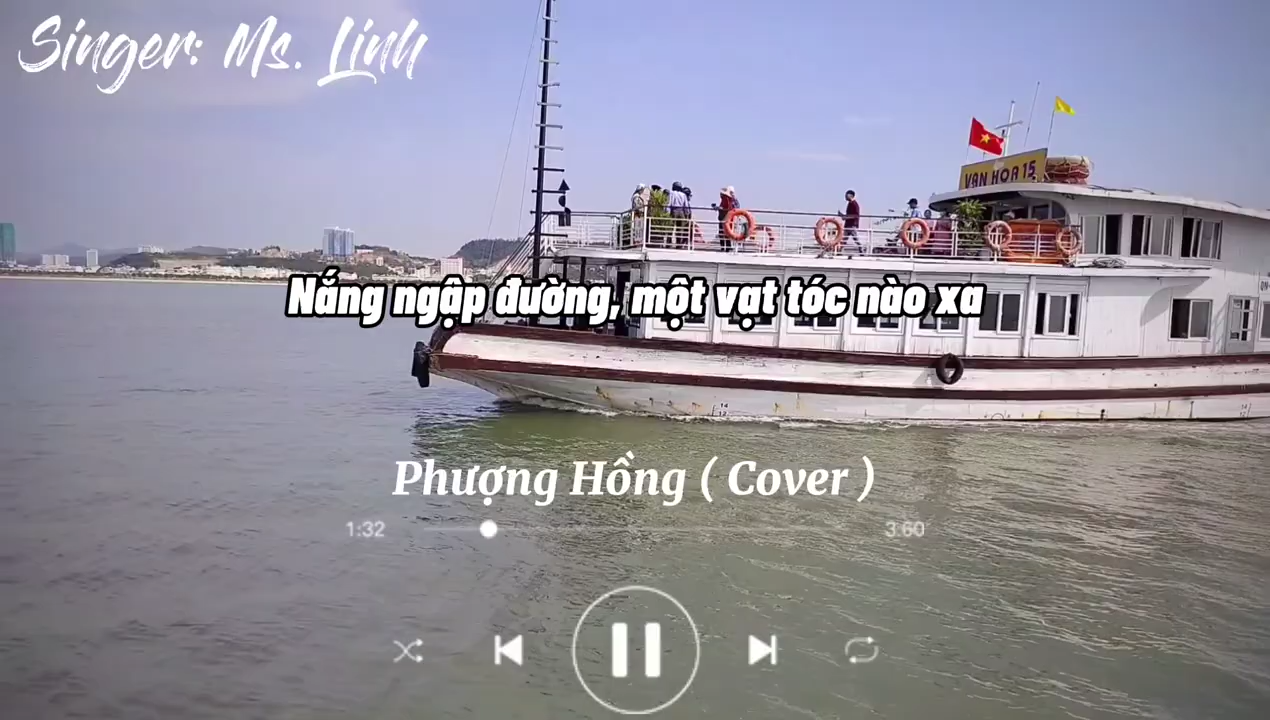 Singer: Ms. Linh
VAN HOA 15
Nắng ngập đường, một vạt tóc nào xa
Phượng Hồng ( Cover )
1:32
3:60